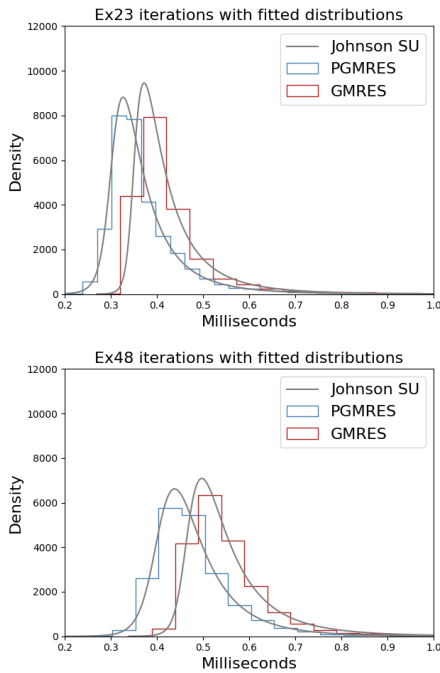 Ex23 iterations with fitted distributions
12000
10000
8000
6000
4000
2000
0
Density
Johnson SU
PGMRES
GMRES
0.2 0.3 0.4 0.5 0.6 0.7 0.8 0.9 1.0
Milliseconds
Ex48 iterations with fitted distributions
12000
10000
8000
6000
4000
2000
0
Density
Johnson SU
PGMRES
GMRES
0.2 0.3 0.4 0.5 0.6 0.7 0.8 0.9 1.0
Milliseconds